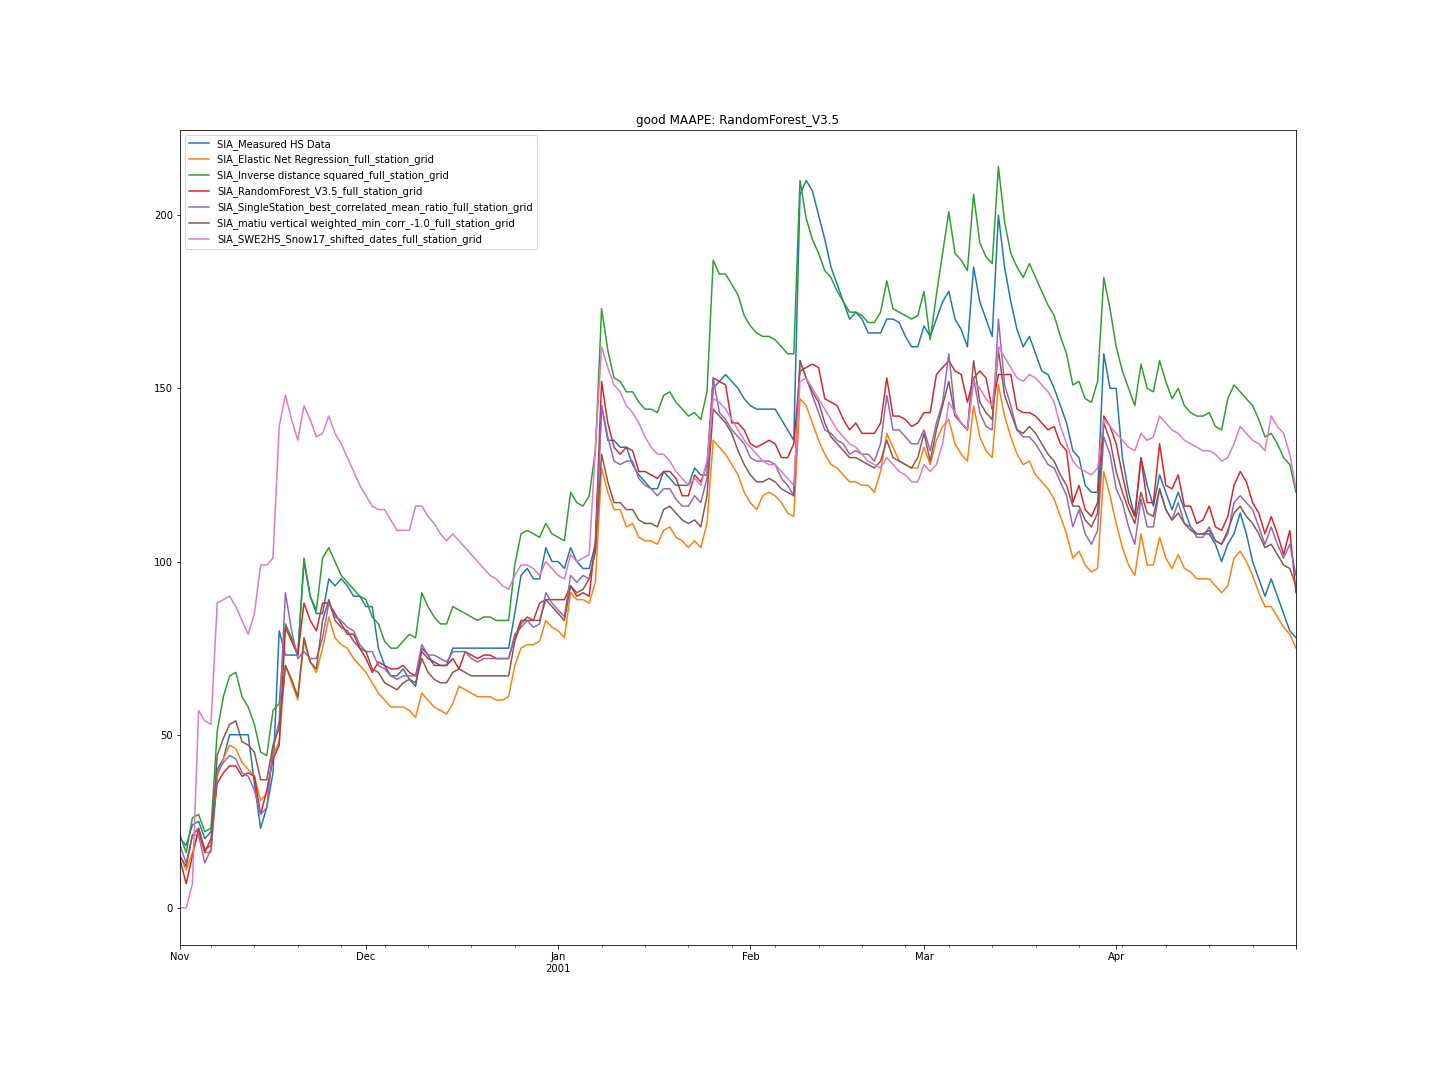 good MAAPE: RandomForest_V3.5
SIA_Measured HS Data
SIA_Elastic Net Regression_full_station_grid
SIA_Inverse distance squared_full_station_grid
SIA_RandomForest_V3.5_full_station_grid
SIA_SingleStation_best_correlated_mean_ratio_full_station_grid
SIA_matiu vertical weighted_min_corr_-1.0_full_station_grid
SIA_SWE2HS_Snow17_shifted_dates_full_station_grid
200
150
100
50
0
Nov Dec Jan Feb Mar Apr
2001